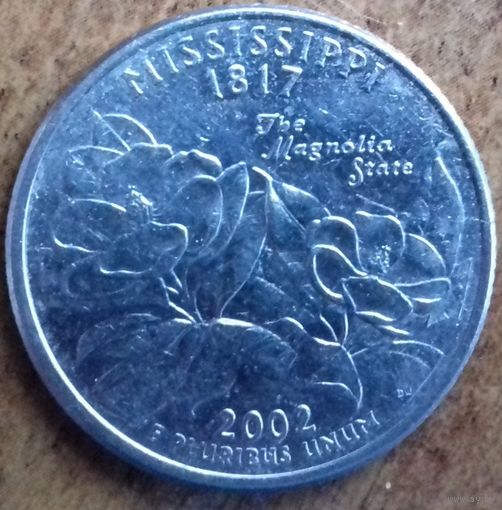 MISSISSIPPI
1817
The
Magnolia
State
2002
E PLURIBUS UNUM